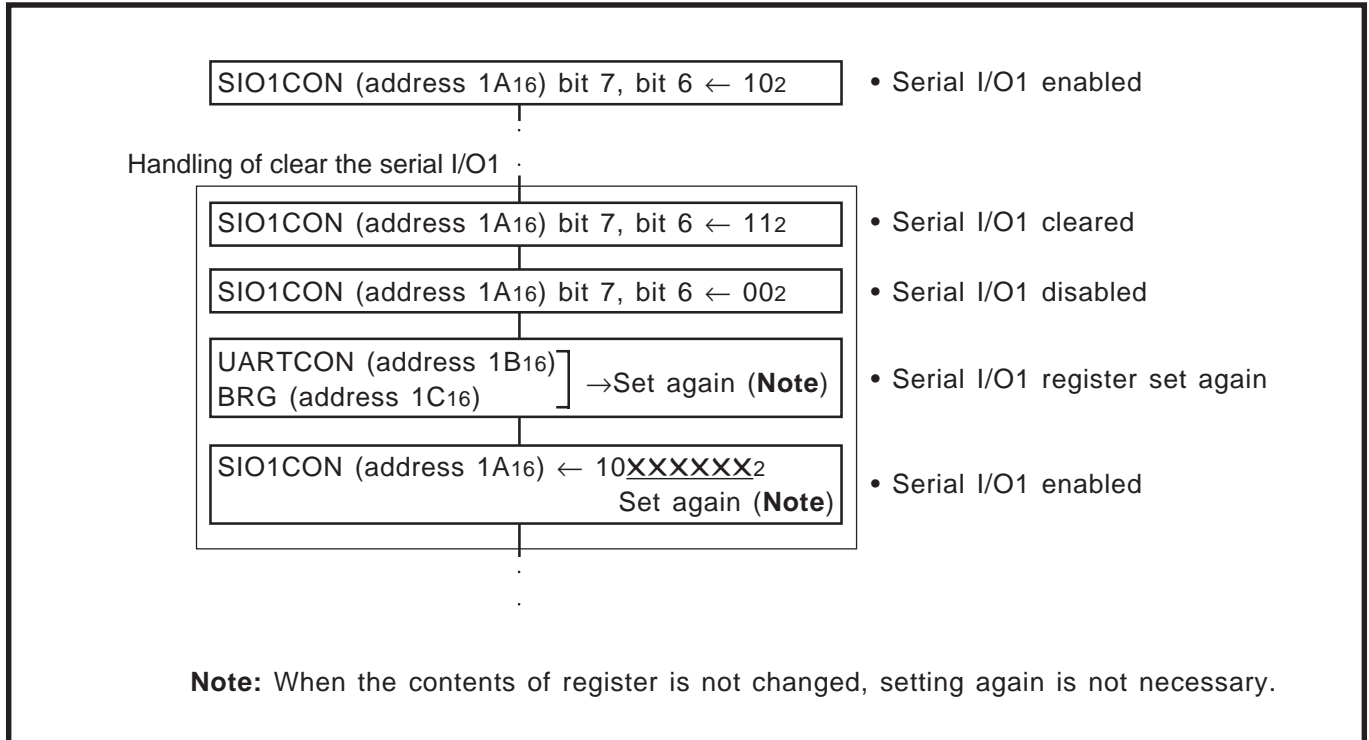 SIO1CON (address 1A16) bit 7, bit 6 ← 102 • Serial I/O1 enabled
Handling of clear the serial I/O1
SIO1CON (address 1A16) bit 7, bit 6 ← 112 • Serial I/O1 cleared
SIO1CON (address 1A16) bit 7, bit 6 ← 002 • Serial I/O1 disabled
UARTCON (address 1B16)
BRG (address 1C16)
→Set again (Note) • Serial I/O1 register set again
SIO1CON (address 1A16) ← 10XXXXXX2
Set again (Note)
• Serial I/O1 enabled
Note: When the contents of register is not changed, setting again is not necessary.